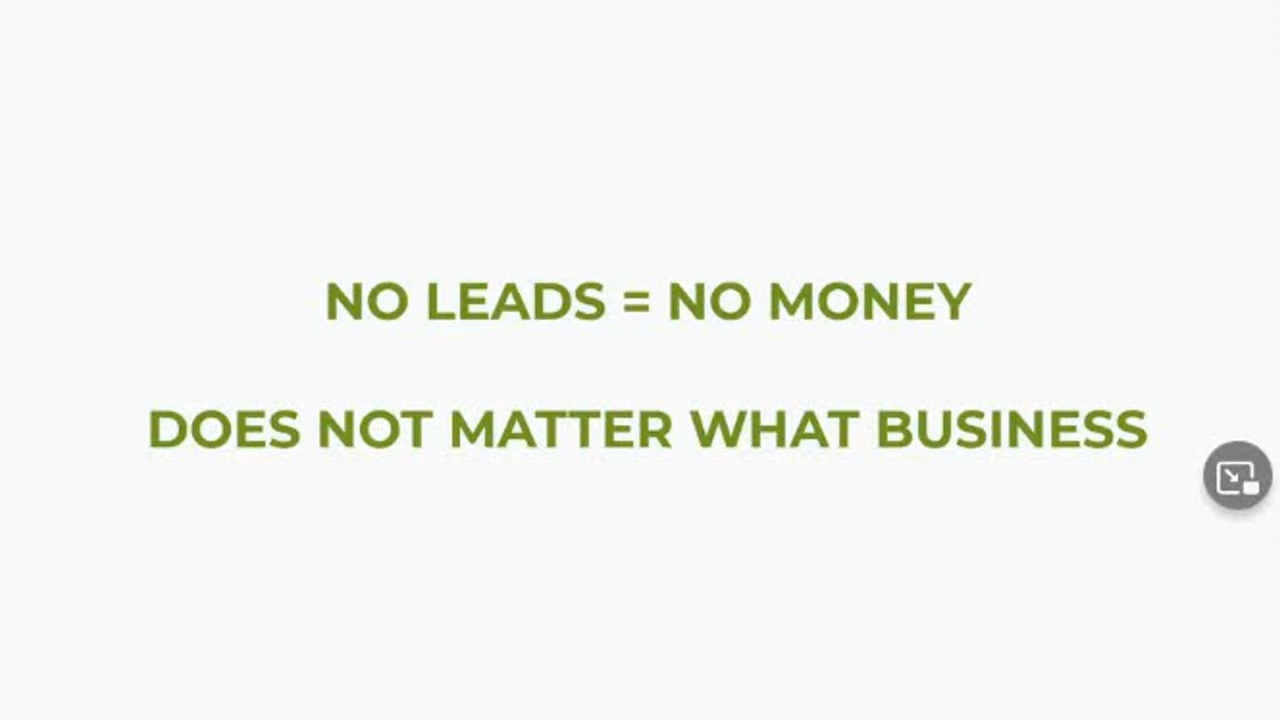 NO LEADS = NO MONEY
DOES NOT MATTER WHAT BUSINESS